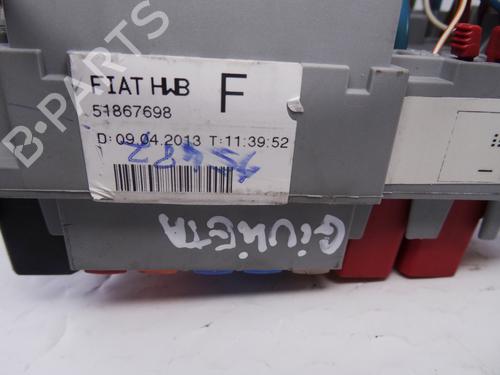 FIAT HWB F
51867698
D: 09.04.2013 T: 11:39:52
GIULIETTA
B-PARTS